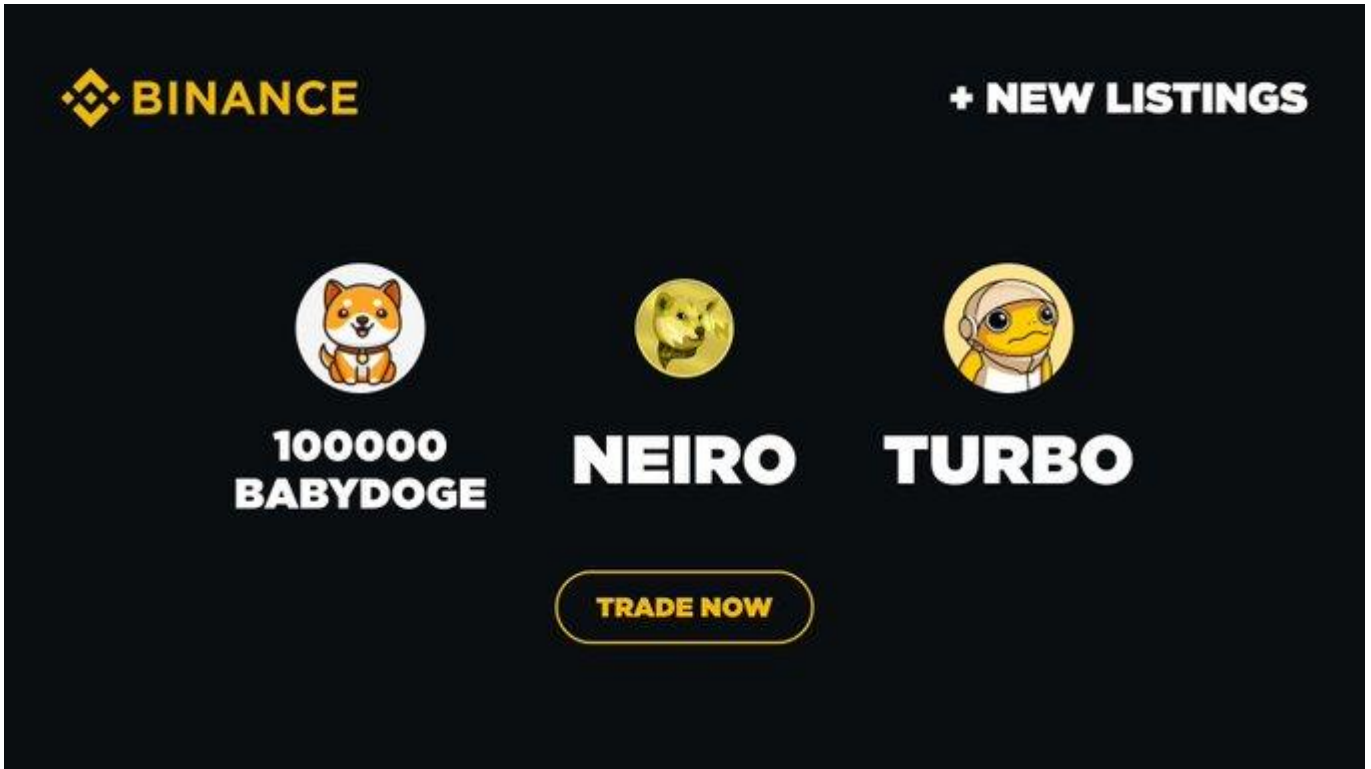 BINANCE
+ NEW LISTINGS
100000
BABYDOGE
NEIRO
TURBO
TRADE NOW